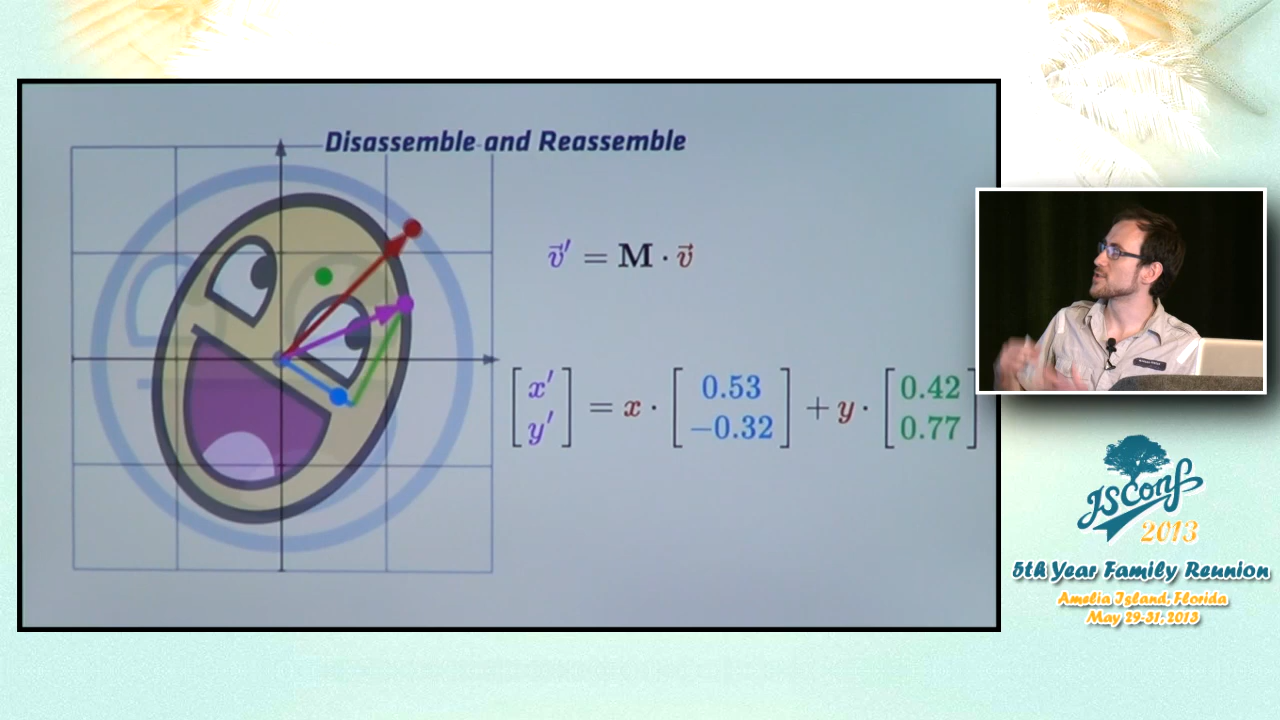 Disassemble and Reassemble
v⃗′ = M · v⃗
[x′ y′] = x · [0.53 −0.32] + y · [0.42 0.77]
JSConf
2013
5th Year Family Reunion
Amelia Island, Florida
May 29-31, 2013